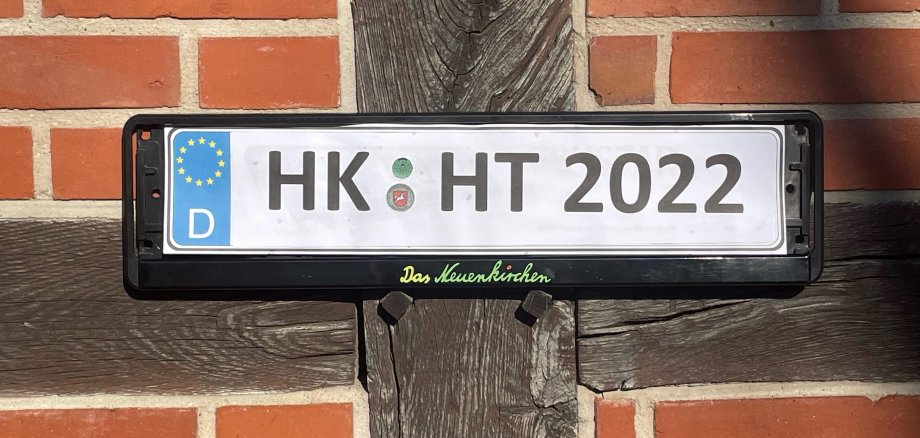 D HK HT 2022
Das Neuenkirchen